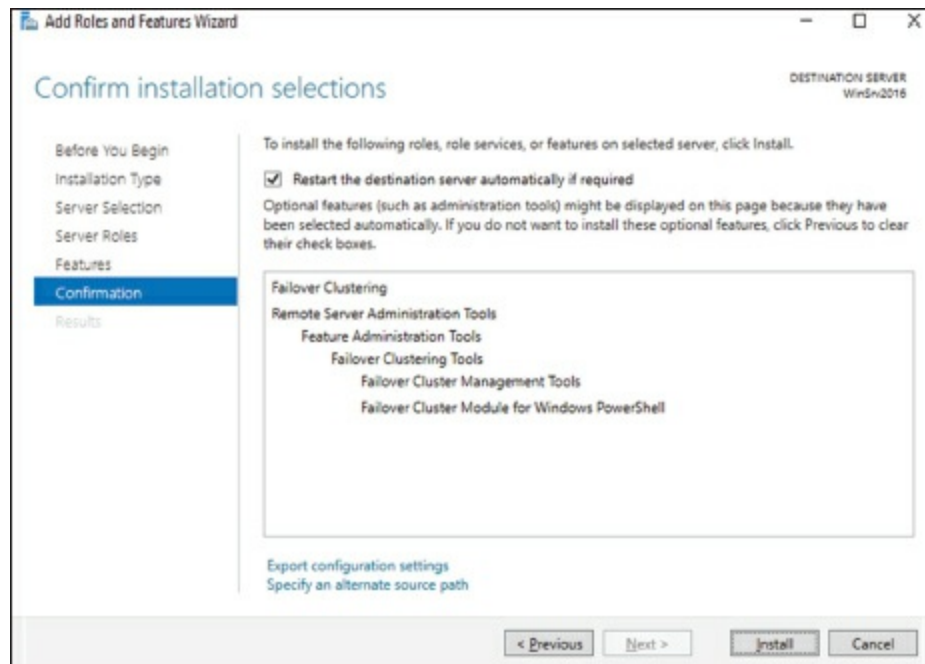 Add Roles and Features Wizard
Confirm installation selections
DESTINATION SERVER
WinSrv2016
Before You Begin
Installation Type
Server Selection
Server Roles
Features
Confirmation
Results
To install the following roles, role services, or features on selected server, click Install.
Restart the destination server automatically if required
Optional features (such as administration tools) might be displayed on this page because they have
been selected automatically. If you do not want to install these optional features, click Previous to clear
their check boxes.
Failover Clustering
Remote Server Administration Tools
Feature Administration Tools
Failover Clustering Tools
Failover Cluster Management Tools
Failover Cluster Module for Windows PowerShell
Export configuration settings
Specify an alternate source path
< Previous
Next >
Install
Cancel